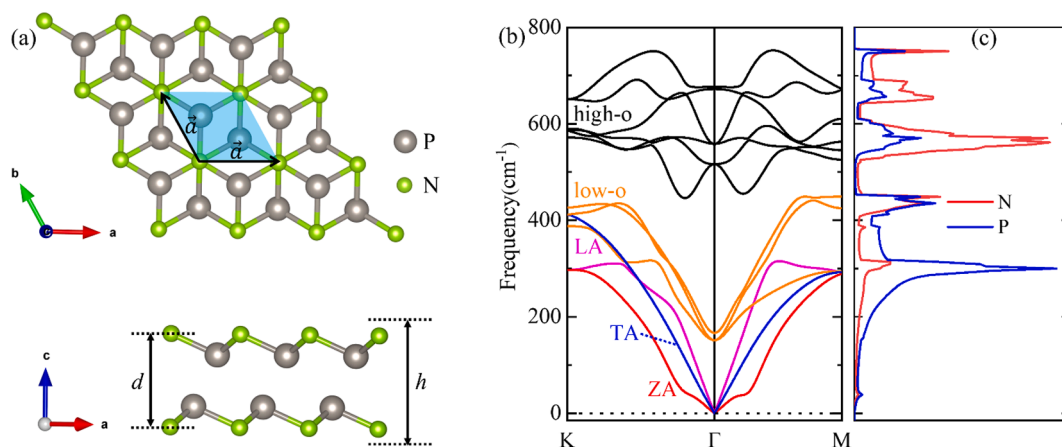 (a)
a⃗
a⃗
P
N
b
a
d
h
c
a
(b)
Frequency(cm⁻¹)
800
600
400
200
0
high-o
low-o
LA
TA
ZA
K
Γ
M
(c)
N
P